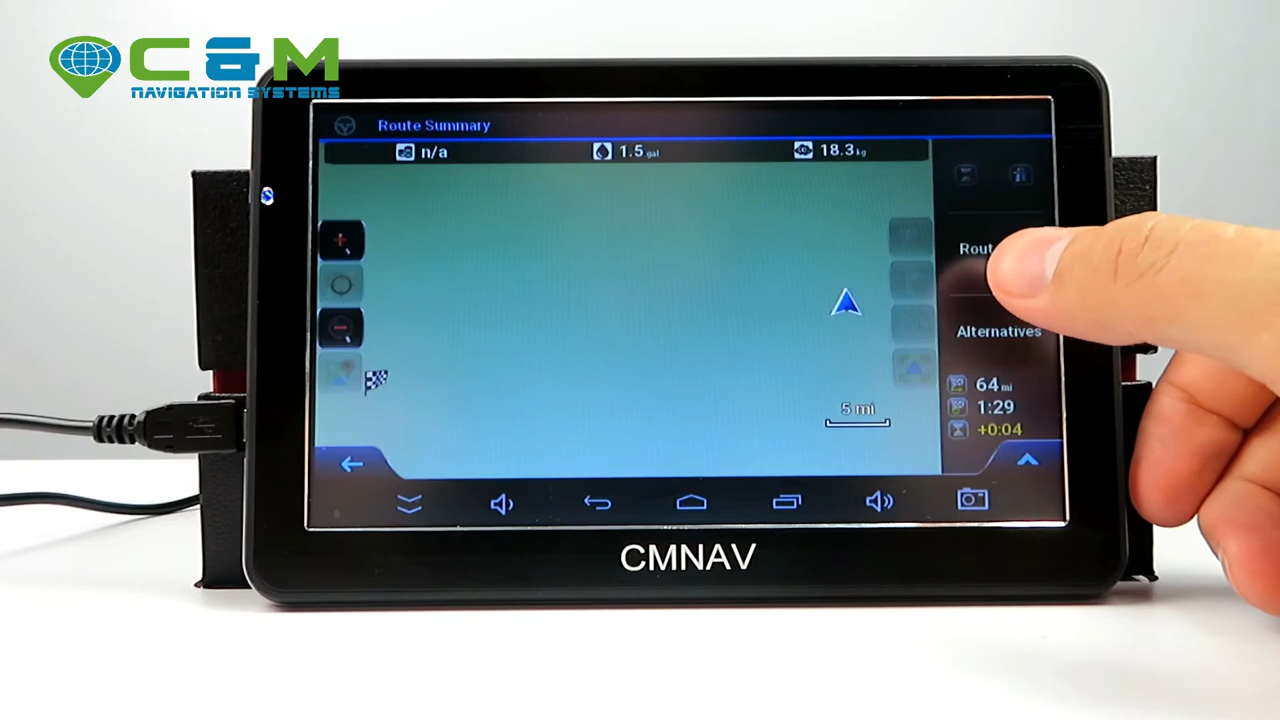 C & M
NAVIGATION SYSTEMS
Route Summary
n/a
1.5 gal
18.3 kg
Alternatives
64 mi
1:29
+0:04
5 mi
CMNAV